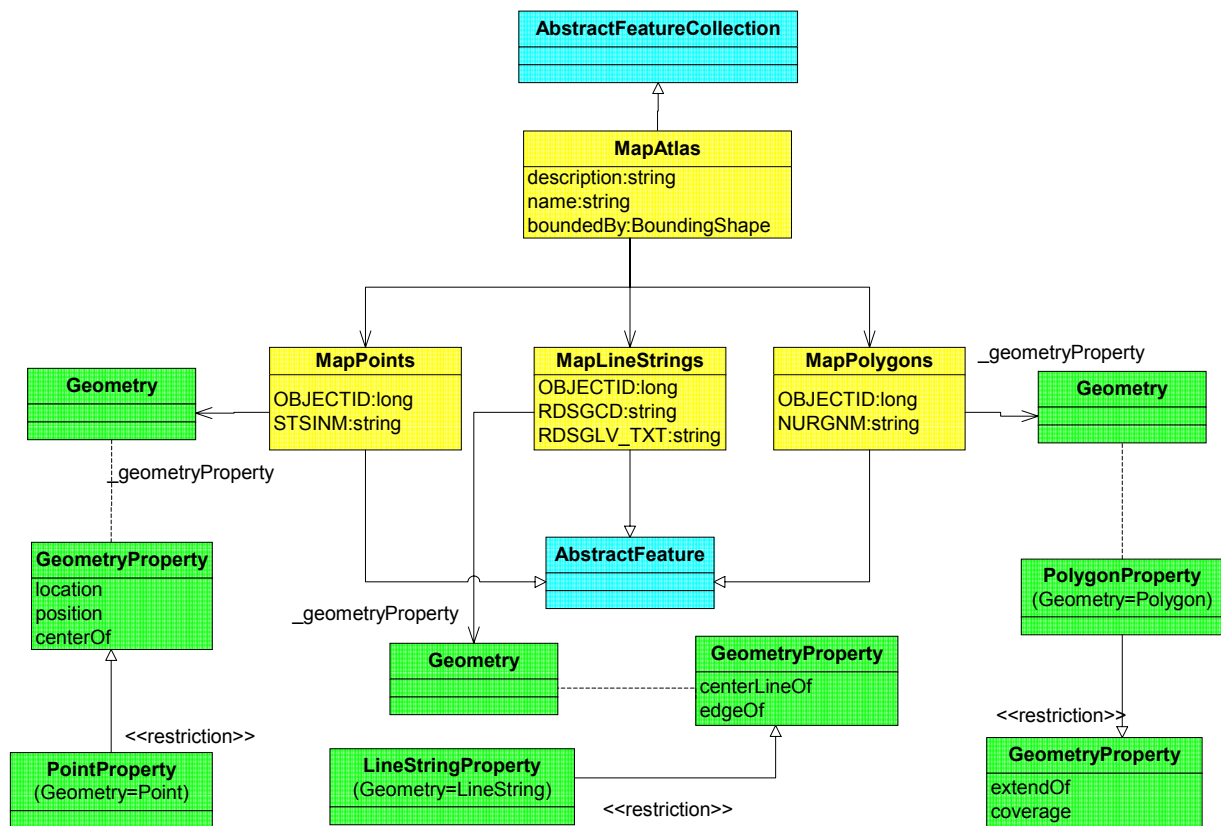 AbstractFeatureCollection
MapAtlas
description:string
name:string
boundedBy:BoundingShape
MapPoints
OBJECTID:long
STSINM:string
MapLineStrings
OBJECTID:long
RDSGCD:string
RDSGLV_TXT:string
MapPolygons
OBJECTID:long
NURGNM:string
_geometryProperty
Geometry
Geometry
_geometryProperty
GeometryProperty
location
position
centerOf
AbstractFeature
PolygonProperty
(Geometry=Polygon)
_geometryProperty
Geometry
GeometryProperty
centerLineOf
edgeOf
<<restriction>>
<<restriction>>
PointProperty
(Geometry=Point)
LineStringProperty
(Geometry=LineString)
<<restriction>>
GeometryProperty
extendOf
coverage